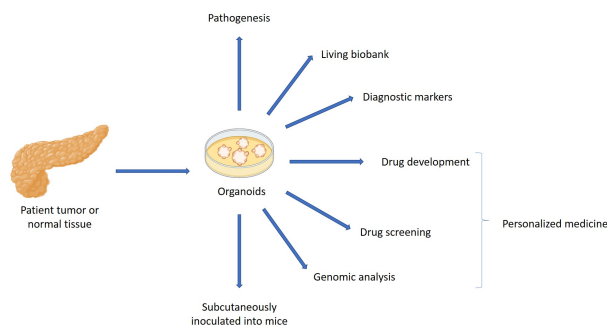 Pathogenesis
Living biobank
Diagnostic markers
Drug development
Organoids
Patient tumor or
normal tissue
Personalized medicine
Drug screening
Genomic analysis
Subcutaneously
inoculated into mice